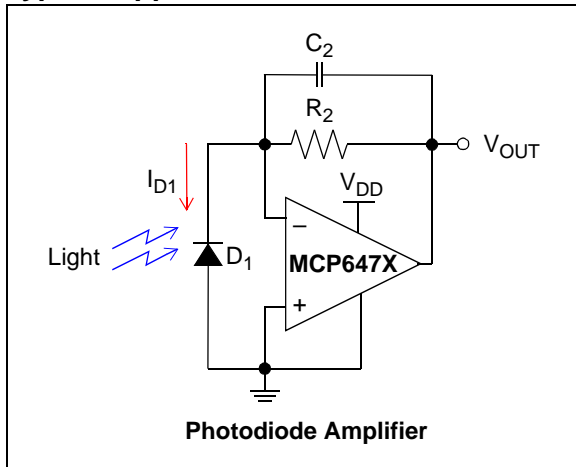 C2
R2
VOUT
ID1
VDD
Light
D1
–
MCP647X
+
Photodiode Amplifier